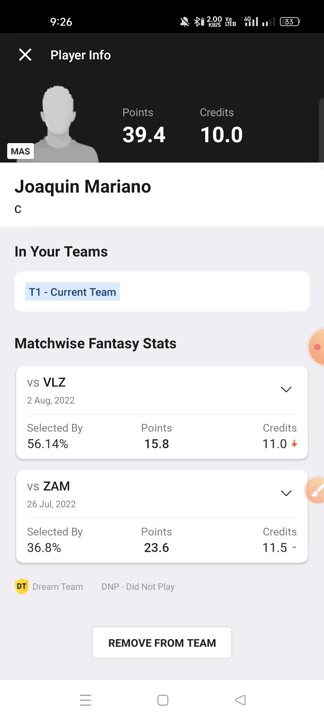 9:26
2.00 KB/S
Vo LTE
4G
33
Player Info
Points
Credits
39.4
10.0
MAS
Joaquin Mariano
C
In Your Teams
T1 - Current Team
Matchwise Fantasy Stats
vs VLZ
2 Aug, 2022
Selected By Points Credits
56.14% 15.8 11.0
vs ZAM
26 Jul, 2022
Selected By Points Credits
36.8% 23.6 11.5 -
DT Dream Team DNP - Did Not Play
REMOVE FROM TEAM